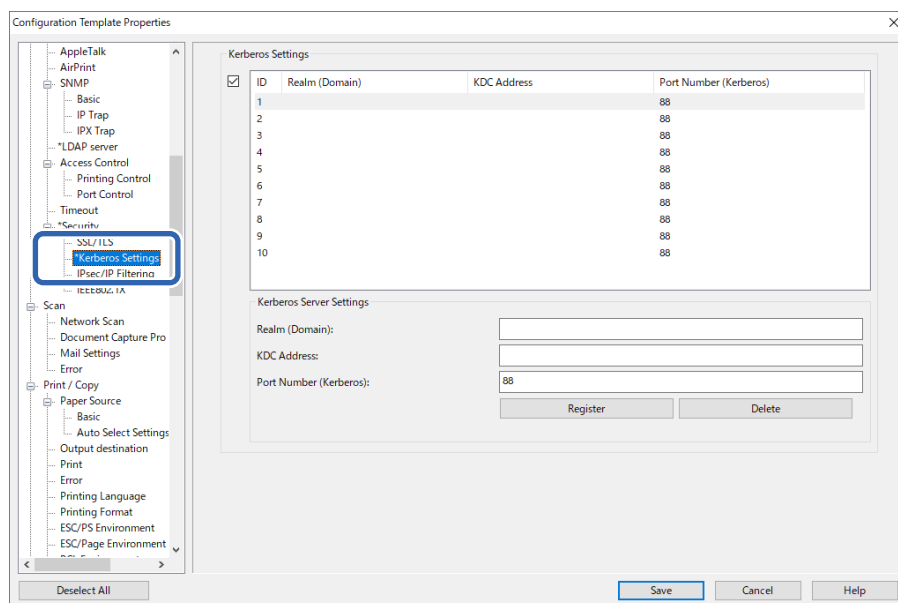 Configuration Template Properties
AppleTalk
AirPrint
SNMP
Basic
IP Trap
IPX Trap
*LDAP server
Access Control
Printing Control
Port Control
Timeout
*Security
SSL/TLS
*Kerberos Settings
IPsec/IP Filtering
IEEE802.1X
Scan
Network Scan
Document Capture Pro
Mail Settings
Error
Print / Copy
Paper Source
Basic
Auto Select Settings
Output destination
Print
Error
Printing Language
Printing Format
ESC/PS Environment
ESC/Page Environment
Kerberos Settings
ID Realm (Domain) KDC Address Port Number (Kerberos)
1 88
2 88
3 88
4 88
5 88
6 88
7 88
8 88
9 88
10 88
Kerberos Server Settings
Realm (Domain):
KDC Address:
Port Number (Kerberos): 88
Register Delete
Deselect All Save Cancel Help